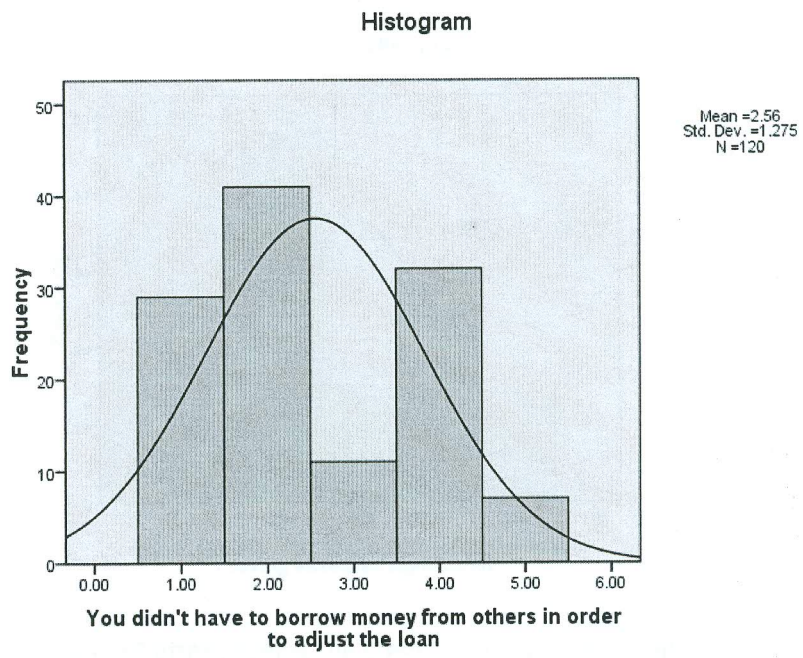 Histogram
Mean =2.56
Std. Dev. =1.275
N =120
50
40
30
20
10
0
Frequency
0.00 1.00 2.00 3.00 4.00 5.00 6.00
You didn't have to borrow money from others in order
to adjust the loan